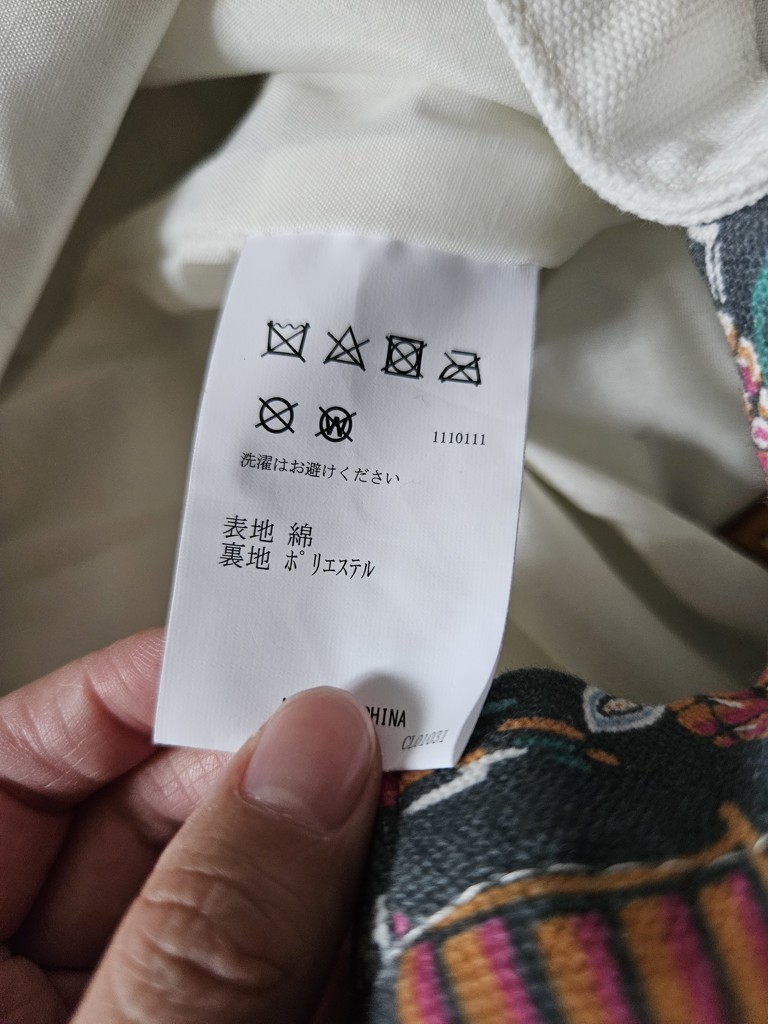 W 1110111
洗濯はお避けください
表地 綿
裏地 ポリエステル
CHINA
CL01031